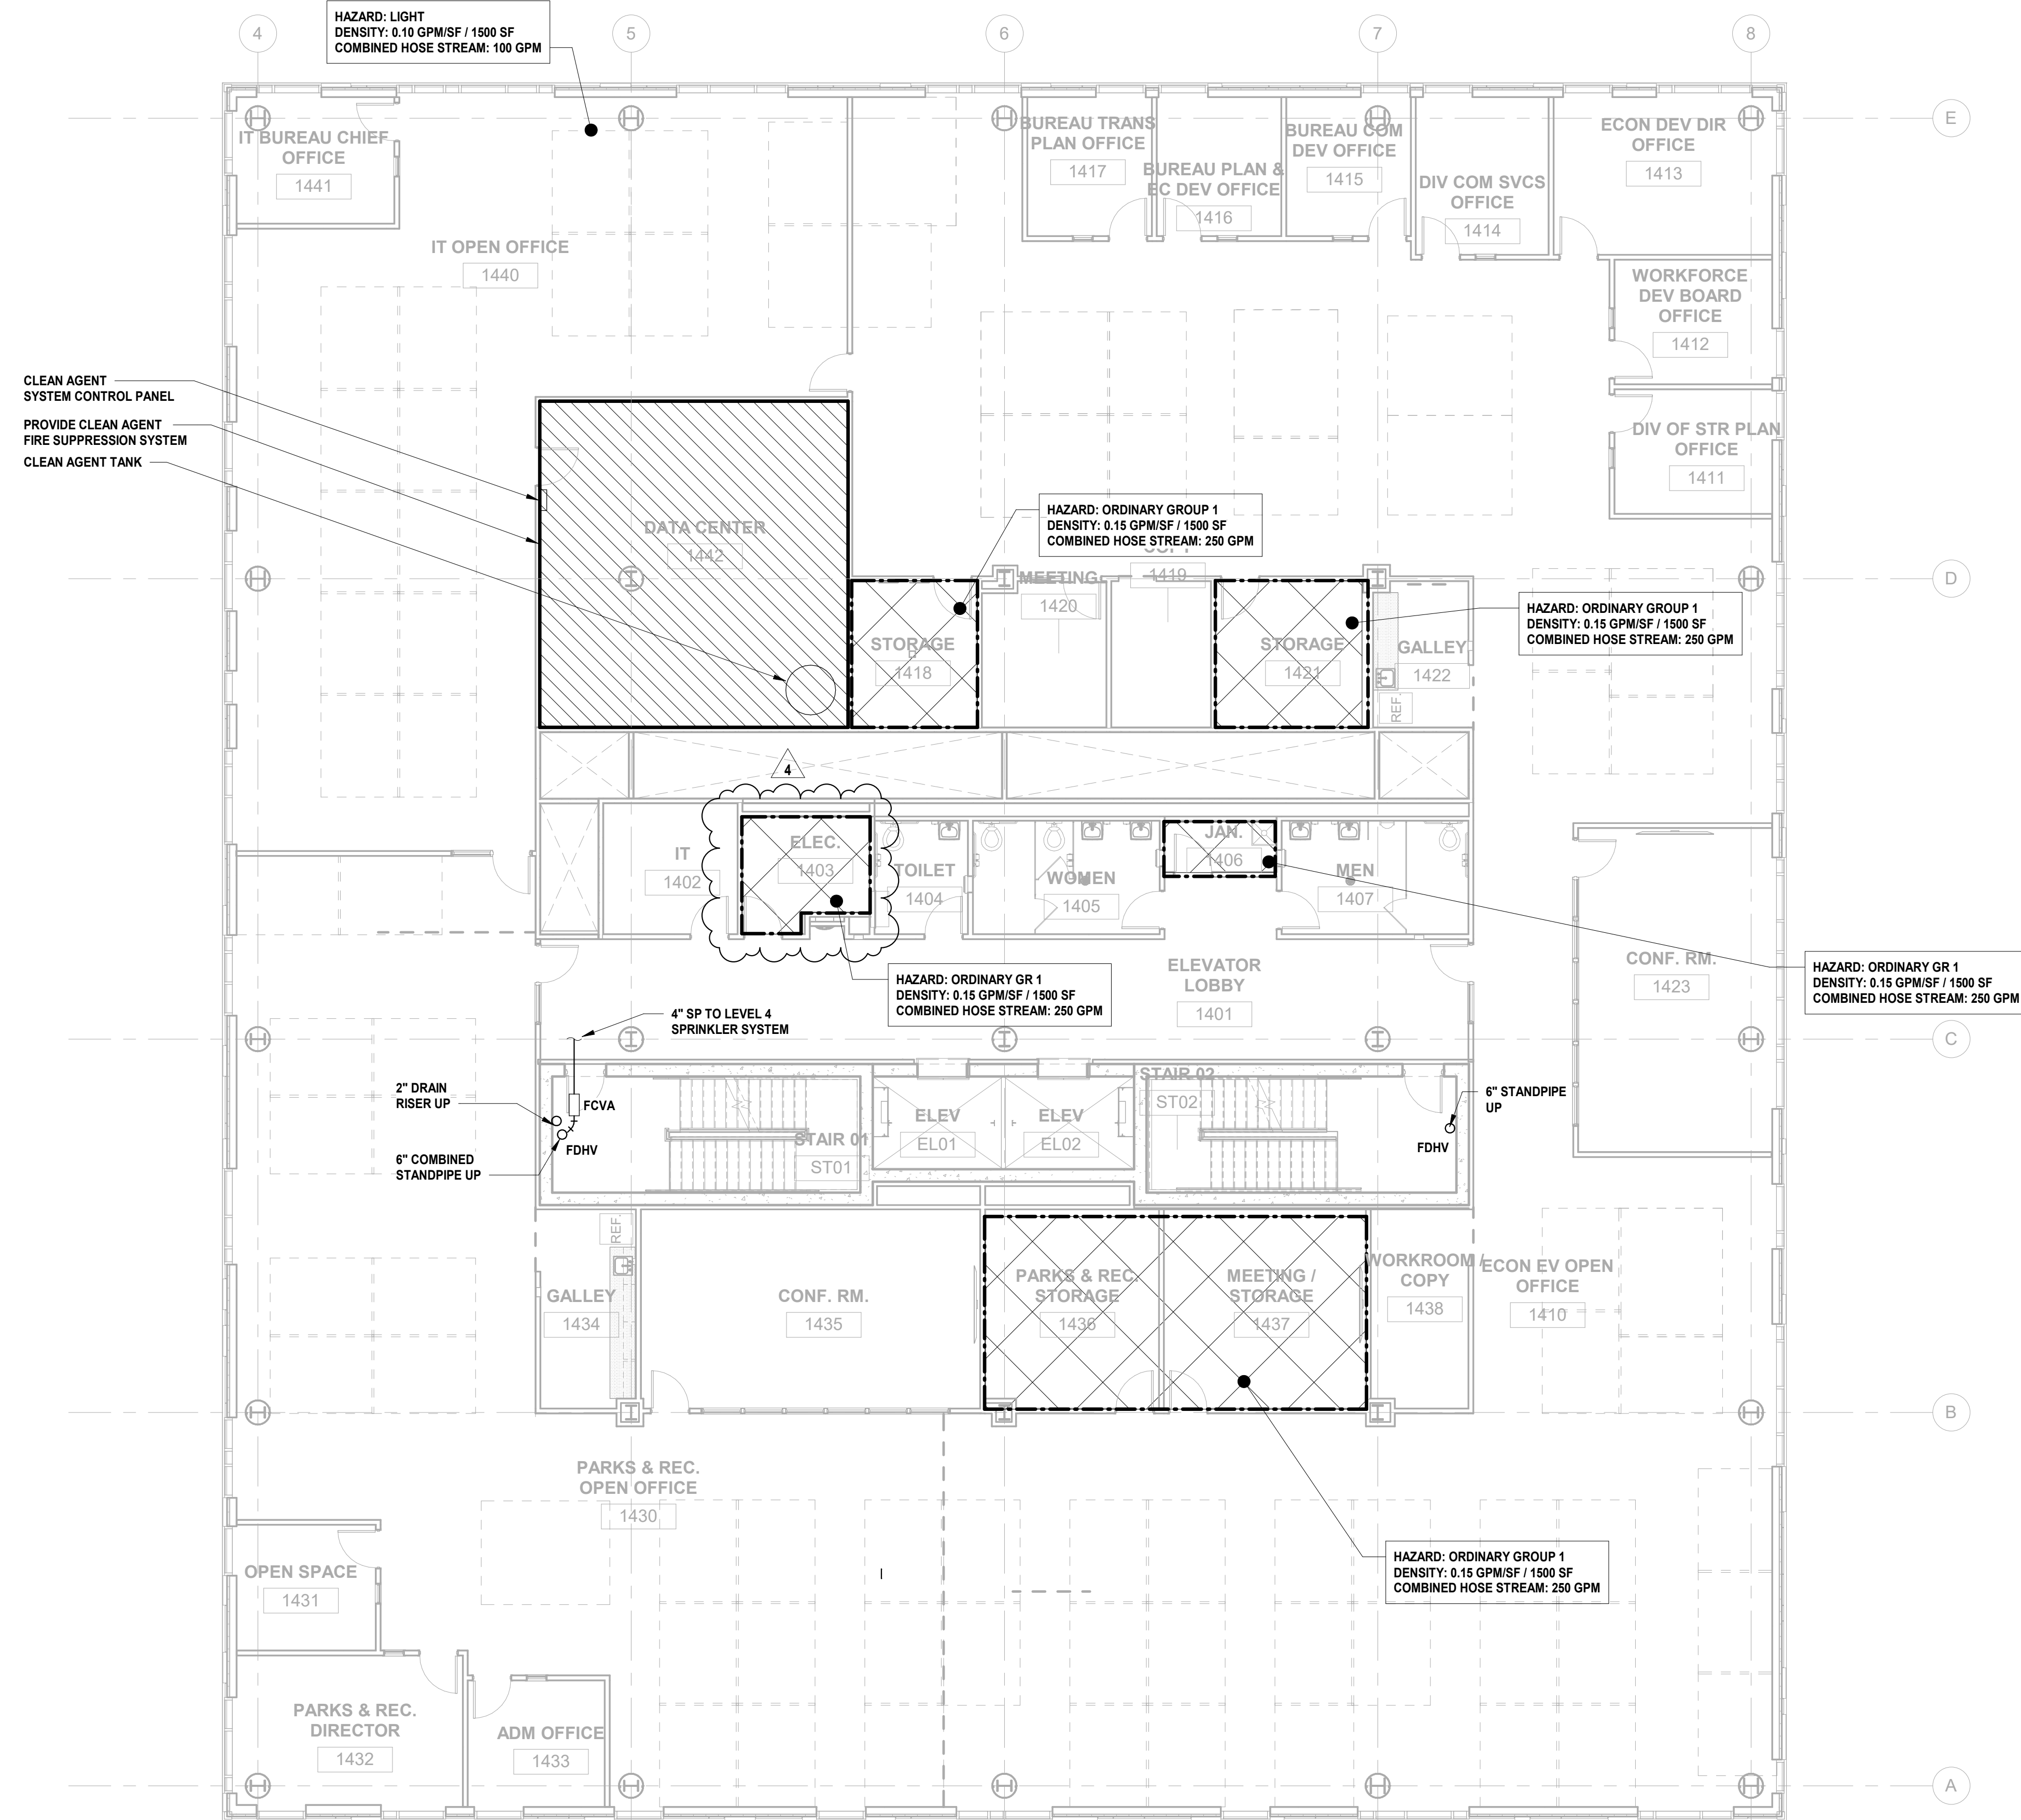 HAZARD: LIGHT
DENSITY: 0.10 GPM/SF / 1500 SF
COMBINED HOSE STREAM: 100 GPM
4
5
6
7
8
E
IT BUREAU CHIEF
OFFICE
1441
IT OPEN OFFICE
1440
BUREAU TRANS
PLAN OFFICE
1417
BUREAU PLAN &
EC DEV OFFICE
1416
BUREAU COM
DEV OFFICE
1415
DIV COM SVCS
OFFICE
1414
ECON DEV DIR
OFFICE
1413
WORKFORCE
DEV BOARD
OFFICE
1412
DIV OF STR PLAN
OFFICE
1411
CLEAN AGENT
SYSTEM CONTROL PANEL
PROVIDE CLEAN AGENT
FIRE SUPPRESSION SYSTEM
CLEAN AGENT TANK
DATA CENTER
1442
HAZARD: ORDINARY GROUP 1
DENSITY: 0.15 GPM/SF / 1500 SF
COMBINED HOSE STREAM: 250 GPM
1419
MEETING
1420
D
STORAGE
1418
STORAGE
1421
GALLEY
1422
REF.
HAZARD: ORDINARY GROUP 1
DENSITY: 0.15 GPM/SF / 1500 SF
COMBINED HOSE STREAM: 250 GPM
4
IT
1402
ELEC.
1403
TOILET
1404
WOMEN
1405
JAN.
1406
MEN
1407
HAZARD: ORDINARY GR 1
DENSITY: 0.15 GPM/SF / 1500 SF
COMBINED HOSE STREAM: 250 GPM
ELEVATOR
LOBBY
1401
CONF. RM.
1423
HAZARD: ORDINARY GR 1
DENSITY: 0.15 GPM/SF / 1500 SF
COMBINED HOSE STREAM: 250 GPM
4" SP TO LEVEL 4
SPRINKLER SYSTEM
C
2" DRAIN
RISER UP
FCVA
FDHV
6" COMBINED
STANDPIPE UP
STAIR 01
ST01
ELEV
EL01
ELEV
EL02
STAIR 02
ST02
6" STANDPIPE
UP
FDHV
REF.
GALLEY
1434
CONF. RM.
1435
PARKS & REC.
STORAGE
1436
MEETING /
STORAGE
1437
WORKROOM /
COPY
1438
ECON EV OPEN
OFFICE
1410
B
PARKS & REC.
OPEN OFFICE
1430
HAZARD: ORDINARY GROUP 1
DENSITY: 0.15 GPM/SF / 1500 SF
COMBINED HOSE STREAM: 250 GPM
OPEN SPACE
1431
PARKS & REC.
DIRECTOR
1432
ADM OFFICE
1433
A